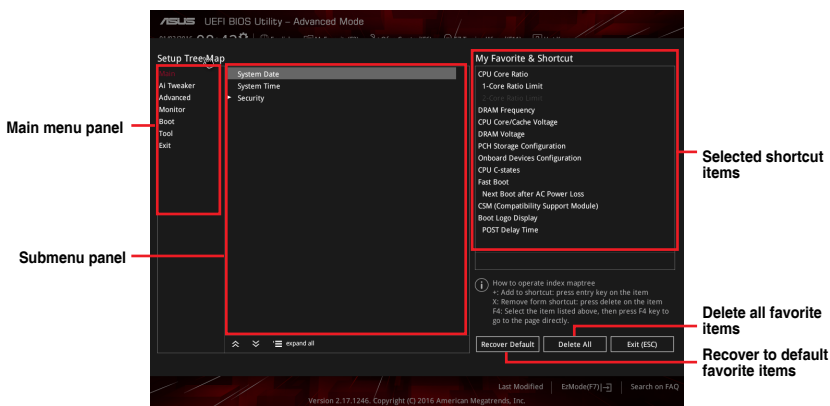 ASUS UEFI BIOS Utility – Advanced Mode
Setup Tree Map
My Favorite & Shortcut
Main
Ai Tweaker
Advanced
Monitor
Boot
Tool
Exit
System Date
System Time
Security
CPU Core Ratio
1-Core Ratio Limit
2-Core Ratio Limit
DRAM Frequency
CPU Core/Cache Voltage
DRAM Voltage
PCH Storage Configuration
Onboard Devices Configuration
CPU C-states
Fast Boot
Next Boot after AC Power Loss
CSM (Compatibility Support Module)
Boot Logo Display
POST Delay Time
Main menu panel
Selected shortcut
items
Submenu panel
How to operate index maptree
+: Add to shortcut: press entry key on the item
X: Remove form shortcut: press delete on the item
F4: Select the item listed above, then press F4 key to
go to the page directly.
Delete all favorite
items
expand all
Recover Default
Delete All
Exit (ESC)
Recover to default
favorite items
Last Modified
EzMode(F7)
Search on FAQ
Version 2.17.1246. Copyright (C) 2016 American Megatrends, Inc.